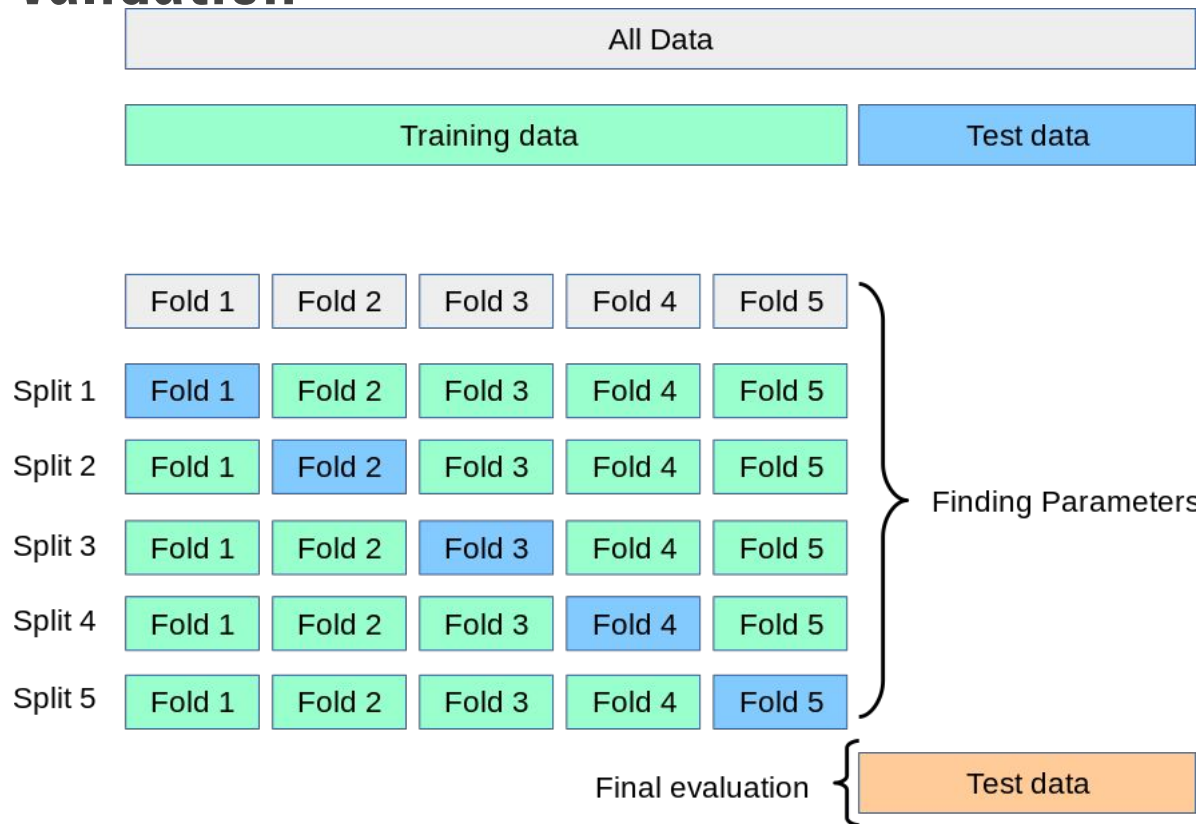 All Data
Training data Test data
Fold 1 Fold 2 Fold 3 Fold 4 Fold 5
Split 1 Fold 1 Fold 2 Fold 3 Fold 4 Fold 5
Split 2 Fold 1 Fold 2 Fold 3 Fold 4 Fold 5
Finding Parameters
Split 3 Fold 1 Fold 2 Fold 3 Fold 4 Fold 5
Split 4 Fold 1 Fold 2 Fold 3 Fold 4 Fold 5
Split 5 Fold 1 Fold 2 Fold 3 Fold 4 Fold 5
Final evaluation Test data